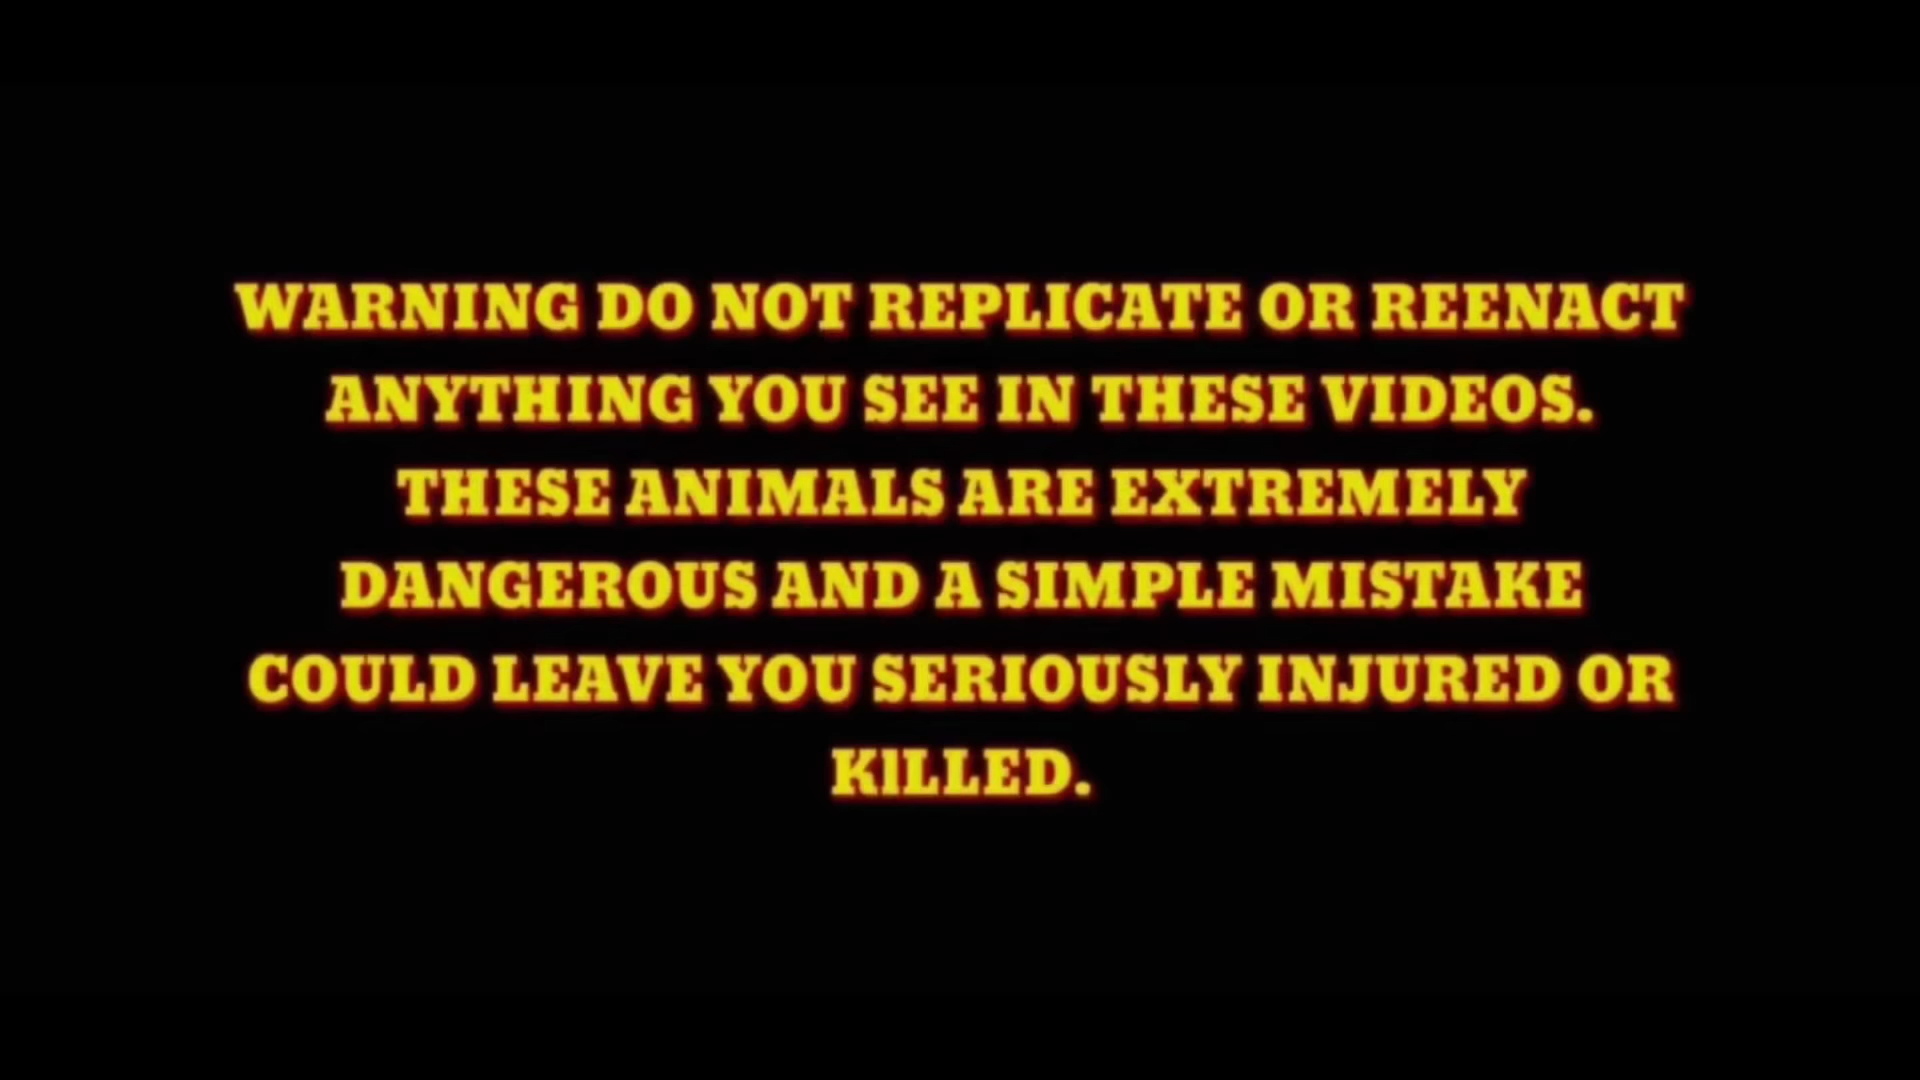 WARNING DO NOT REPLICATE OR REENACT
ANYTHING YOU SEE IN THESE VIDEOS.
THESE ANIMALS ARE EXTREMELY
DANGEROUS AND A SIMPLE MISTAKE
COULD LEAVE YOU SERIOUSLY INJURED OR
KILLED.